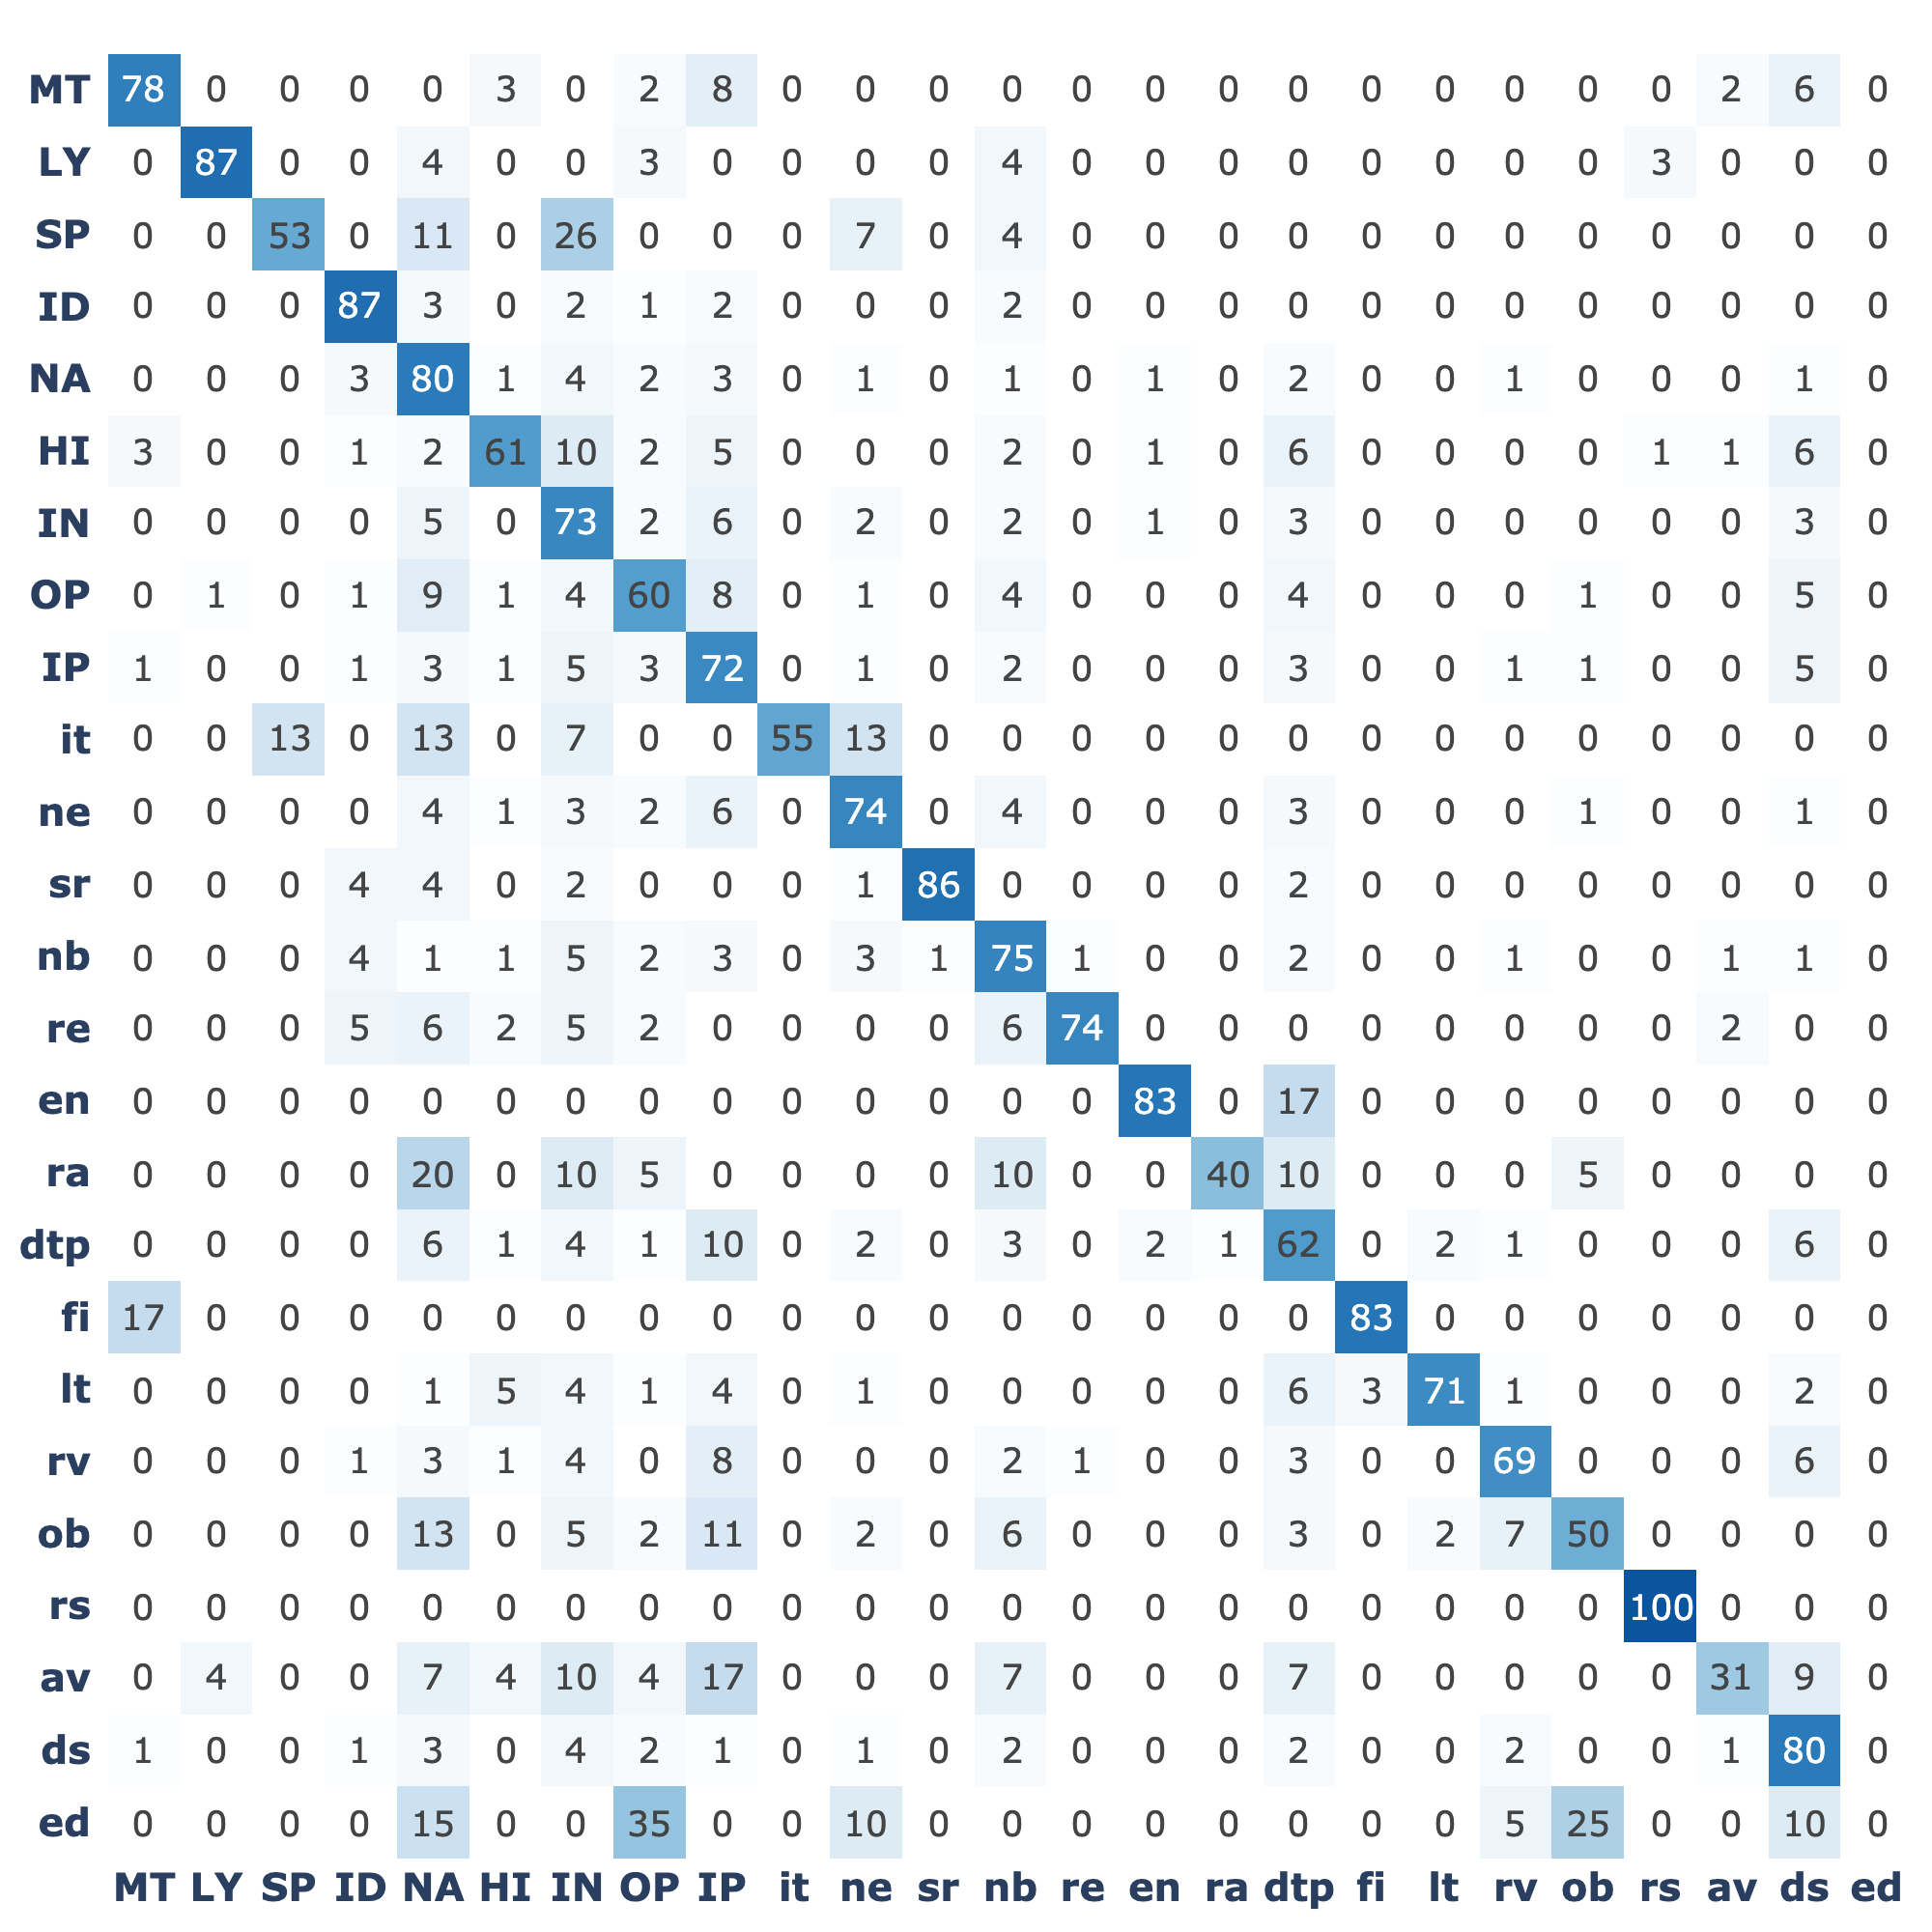 MT 78 0 0 0 0 3 0 2 8 0 0 0 0 0 0 0 0 0 0 0 0 0 2 6 0
LY 0 87 0 0 4 0 0 3 0 0 0 0 4 0 0 0 0 0 0 0 0 3 0 0 0
SP 0 0 53 0 11 0 26 0 0 0 7 0 4 0 0 0 0 0 0 0 0 0 0 0 0
ID 0 0 0 87 3 0 2 1 2 0 0 0 2 0 0 0 0 0 0 0 0 0 0 0 0
NA 0 0 0 3 80 1 4 2 3 0 1 0 1 0 1 0 2 0 0 1 0 0 0 1 0
HI 3 0 0 1 2 61 10 2 5 0 0 0 2 0 1 0 6 0 0 0 0 1 1 6 0
IN 0 0 0 0 5 0 73 2 6 0 2 0 2 0 1 0 3 0 0 0 0 0 0 3 0
OP 0 1 0 1 9 1 4 60 8 0 1 0 4 0 0 0 4 0 0 0 1 0 0 5 0
IP 1 0 0 1 3 1 5 3 72 0 1 0 2 0 0 0 3 0 0 1 1 0 0 5 0
it 0 0 13 0 13 0 7 0 0 55 13 0 0 0 0 0 0 0 0 0 0 0 0 0 0
ne 0 0 0 0 4 1 3 2 6 0 74 0 4 0 0 0 3 0 0 0 1 0 0 1 0
sr 0 0 0 4 4 0 2 0 0 0 1 86 0 0 0 0 2 0 0 0 0 0 0 0 0
nb 0 0 0 4 1 1 5 2 3 0 3 1 75 1 0 0 2 0 0 1 0 0 1 1 0
re 0 0 0 5 6 2 5 2 0 0 0 0 6 74 0 0 0 0 0 0 0 0 2 0 0
en 0 0 0 0 0 0 0 0 0 0 0 0 0 0 83 0 17 0 0 0 0 0 0 0 0
ra 0 0 0 0 20 0 10 5 0 0 0 0 10 0 0 40 10 0 0 0 5 0 0 0 0
dtp 0 0 0 0 6 1 4 1 10 0 2 0 3 0 2 1 62 0 2 1 0 0 0 6 0
fi 17 0 0 0 0 0 0 0 0 0 0 0 0 0 0 0 0 83 0 0 0 0 0 0 0
lt 0 0 0 0 1 5 4 1 4 0 1 0 0 0 0 0 6 3 71 1 0 0 0 2 0
rv 0 0 0 1 3 1 4 0 8 0 0 0 2 1 0 0 3 0 0 69 0 0 0 6 0
ob 0 0 0 0 13 0 5 2 11 0 2 0 6 0 0 0 3 0 2 7 50 0 0 0 0
rs 0 0 0 0 0 0 0 0 0 0 0 0 0 0 0 0 0 0 0 0 0 100 0 0 0
av 0 4 0 0 7 4 10 4 17 0 0 0 7 0 0 0 7 0 0 0 0 0 31 9 0
ds 1 0 0 1 3 0 4 2 1 0 1 0 2 0 0 0 2 0 0 2 0 0 1 80 0
ed 0 0 0 0 15 0 0 35 0 0 10 0 0 0 0 0 0 0 0 5 25 0 0 10 0
MT LY SP ID NA HI IN OP IP it ne sr nb re en ra dtp fi lt rv ob rs av ds ed